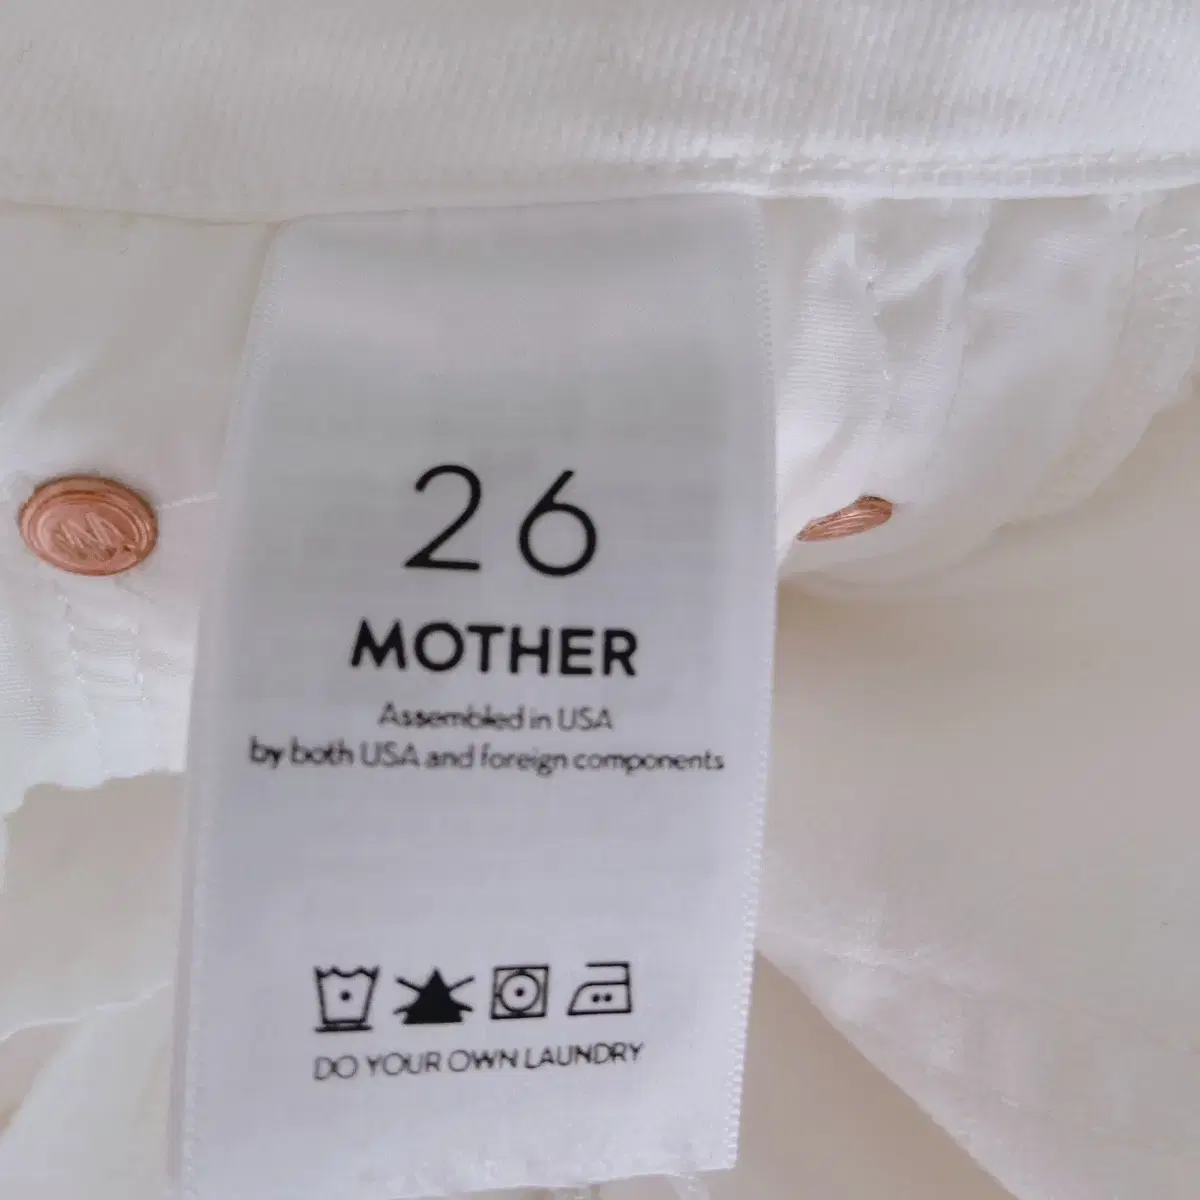 26
MOTHER
Assembled in USA
by both USA and foreign components
DO YOUR OWN LAUNDRY